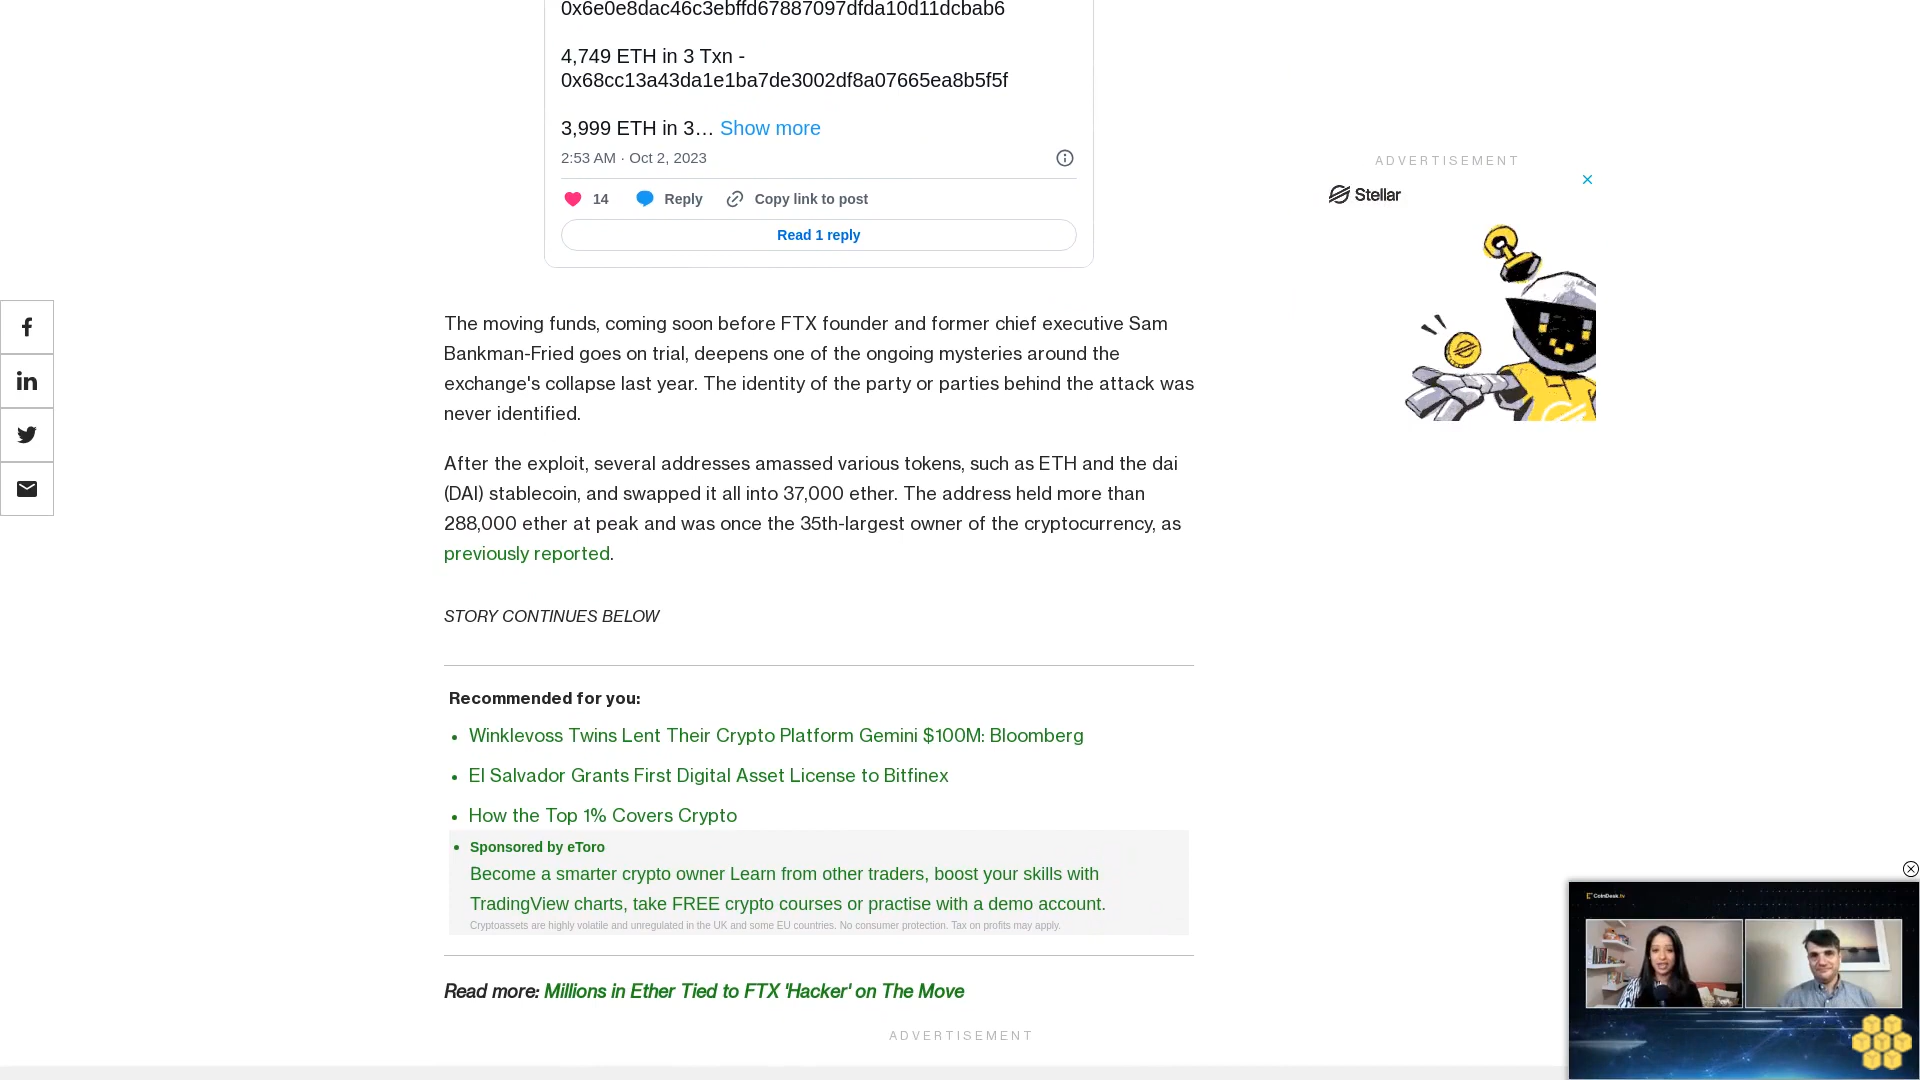 0x6e0e8dac46c3ebffd67887097dfda10d11dcbab6
4,749 ETH in 3 Txn -
0x68cc13a43da1e1ba7de3002df8a07665ea8b5f5f
3,999 ETH in 3… Show more
2:53 AM · Oct 2, 2023
14 Reply Copy link to post
Read 1 reply
ADVERTISEMENT
Stellar
The moving funds, coming soon before FTX founder and former chief executive Sam
Bankman-Fried goes on trial, deepens one of the ongoing mysteries around the
exchange's collapse last year. The identity of the party or parties behind the attack was
never identified.
After the exploit, several addresses amassed various tokens, such as ETH and the dai
(DAI) stablecoin, and swapped it all into 37,000 ether. The address held more than
288,000 ether at peak and was once the 35th-largest owner of the cryptocurrency, as
previously reported.
STORY CONTINUES BELOW
Recommended for you:
• Winklevoss Twins Lent Their Crypto Platform Gemini $100M: Bloomberg
• El Salvador Grants First Digital Asset License to Bitfinex
• How the Top 1% Covers Crypto
• Sponsored by eToro
Become a smarter crypto owner Learn from other traders, boost your skills with
TradingView charts, take FREE crypto courses or practise with a demo account.
Cryptoassets are highly volatile and unregulated in the UK and some EU countries. No consumer protection. Tax on profits may apply.
Read more: Millions in Ether Tied to FTX 'Hacker' on The Move
ADVERTISEMENT
CoinDesk.tv